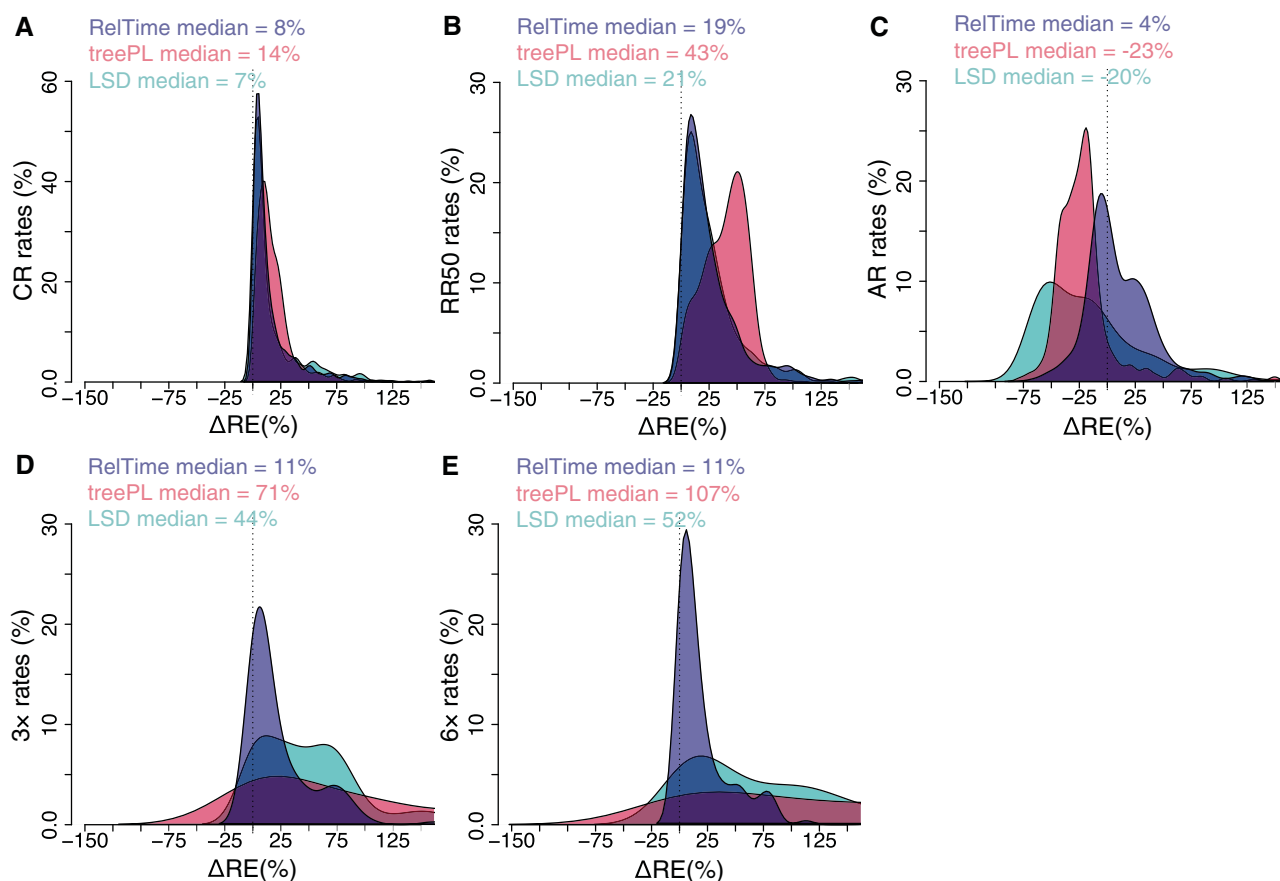 A
RelTime median = 8%
treePL median = 14%
LSD median = 7%
CR rates (%)
60
40
20
0.0
−150 −75 −25 25 75 125
ΔRE(%)
B
RelTime median = 19%
treePL median = 43%
LSD median = 21%
RR50 rates (%)
30
20
10
0.0
−150 −75 −25 25 75 125
ΔRE(%)
C
RelTime median = 4%
treePL median = -23%
LSD median = -20%
AR rates (%)
30
20
10
0.0
−150 −75 −25 25 75 125
ΔRE(%)
D
RelTime median = 11%
treePL median = 71%
LSD median = 44%
3× rates (%)
30
20
10
0.0
−150 −75 −25 25 75 125
ΔRE(%)
E
RelTime median = 11%
treePL median = 107%
LSD median = 52%
6× rates (%)
30
20
10
0.0
−150 −75 −25 25 75 125
ΔRE(%)